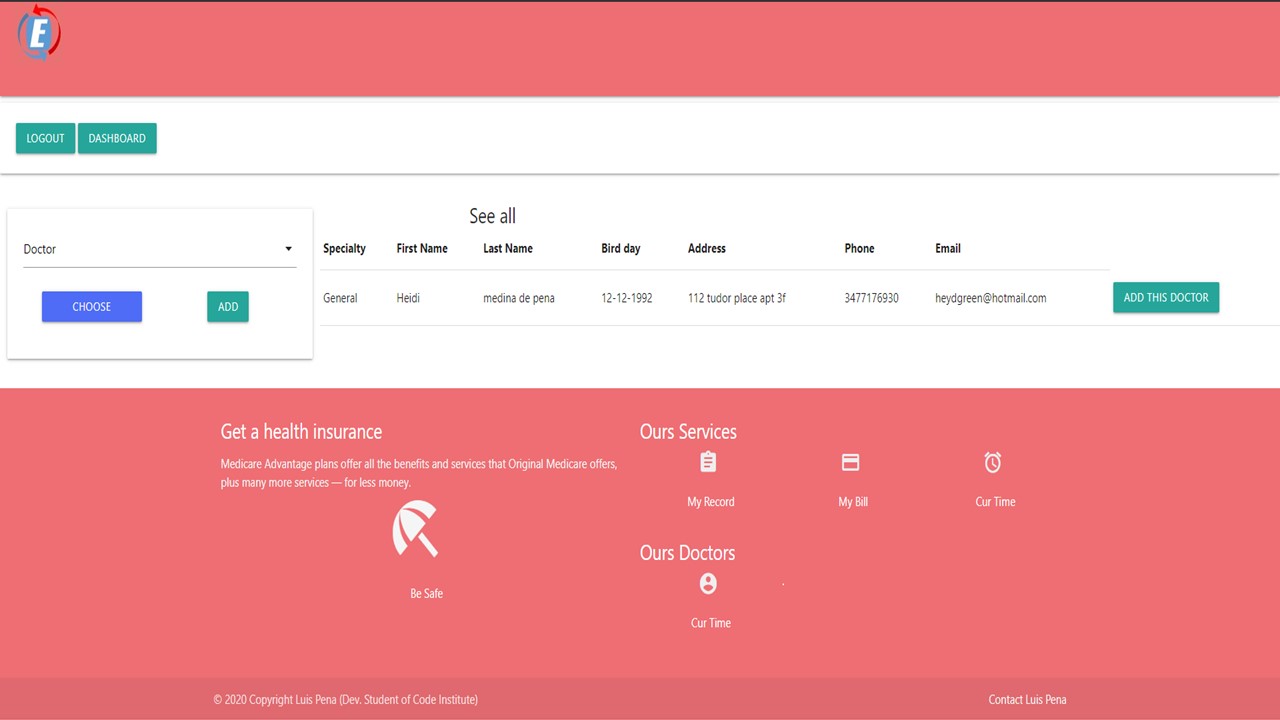 E
LOGOUT DASHBOARD
Doctor
CHOOSE ADD
See all
Specialty First Name Last Name Bird day Address Phone Email
General Heidi medina de pena 12-12-1992 112 tudor place apt 3f 3477176930 heydgreen@hotmail.com ADD THIS DOCTOR
Get a health insurance
Medicare Advantage plans offer all the benefits and services that Original Medicare offers,
plus many more services — for less money.
Be Safe
Ours Services
My Record My Bill Cur Time
Ours Doctors
Cur Time
© 2020 Copyright Luis Pena (Dev. Student of Code Institute) Contact Luis Pena